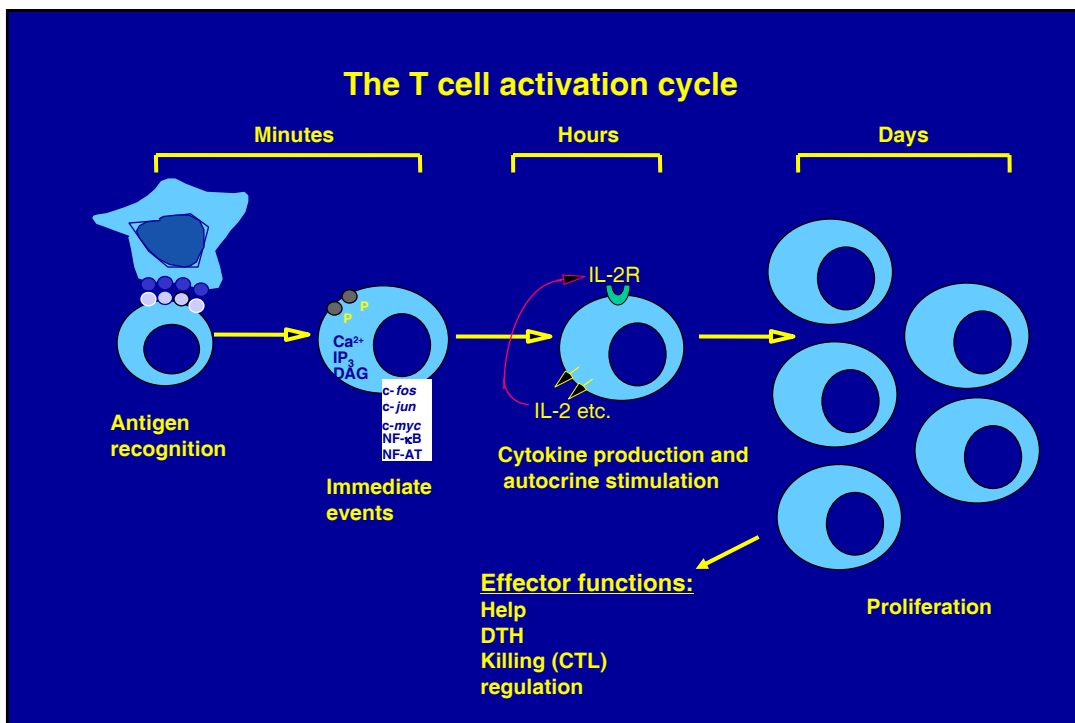 The T cell activation cycle
Minutes
Hours
Days
IL-2R
P
P
Ca²⁺
IP₃
DAG
c-fos
c-jun
c-myc
NF-κB
NF-AT
IL-2 etc.
Antigen
recognition
Immediate
events
Cytokine production and
autocrine stimulation
Proliferation
Effector functions:
Help
DTH
Killing (CTL)
regulation